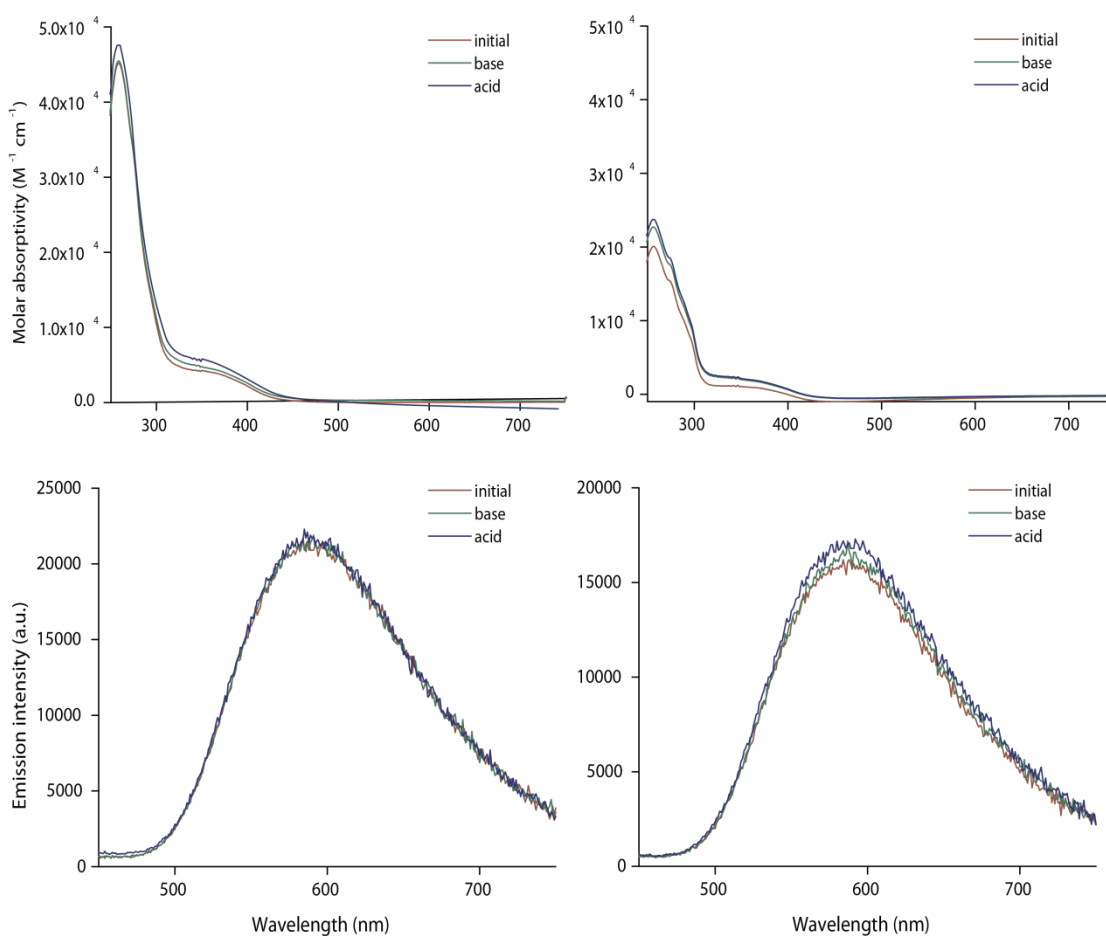 5.0x10 4
4.0x10 4
3.0x10 4
2.0x10 4
1.0x10 4
0.0
Molar absorptivity (M -1 cm -1)
300 400 500 600 700
initial
base
acid
5x10 4
4x10 4
3x10 4
2x10 4
1x10 4
0
300 400 500 600 700
initial
base
acid
25000
20000
15000
10000
5000
0
Emission intensity (a.u.)
500 600 700
Wavelength (nm)
initial
base
acid
20000
15000
10000
5000
0
500 600 700
Wavelength (nm)
initial
base
acid